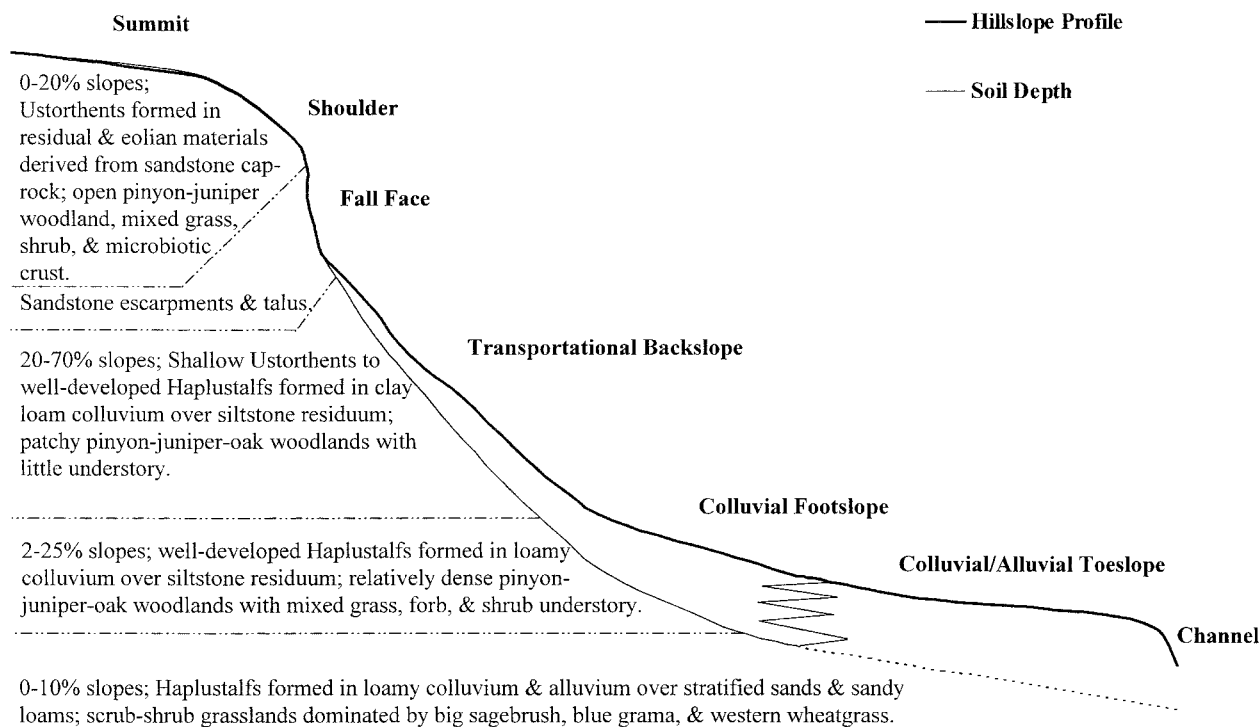 Summit
Hillslope Profile
0-20% slopes;
Ustorthents formed in
residual & eolian materials
derived from sandstone cap-
rock; open pinyon-juniper
woodland, mixed grass,
shrub, & microbiotic
crust.
Soil Depth
Shoulder
Fall Face
Sandstone escarpments & talus.
Transportational Backslope
20-70% slopes; Shallow Ustorthents to
well-developed Haplustalfs formed in clay
loam colluvium over siltstone residuum;
patchy pinyon-juniper-oak woodlands with
little understory.
Colluvial Footslope
2-25% slopes; well-developed Haplustalfs formed in loamy
colluvium over siltstone residuum; relatively dense pinyon-
juniper-oak woodlands with mixed grass, forb, & shrub understory.
Colluvial/Alluvial Toeslope
Channel
0-10% slopes; Haplustalfs formed in loamy colluvium & alluvium over stratified sands & sandy
loams; scrub-shrub grasslands dominated by big sagebrush, blue grama, & western wheatgrass.